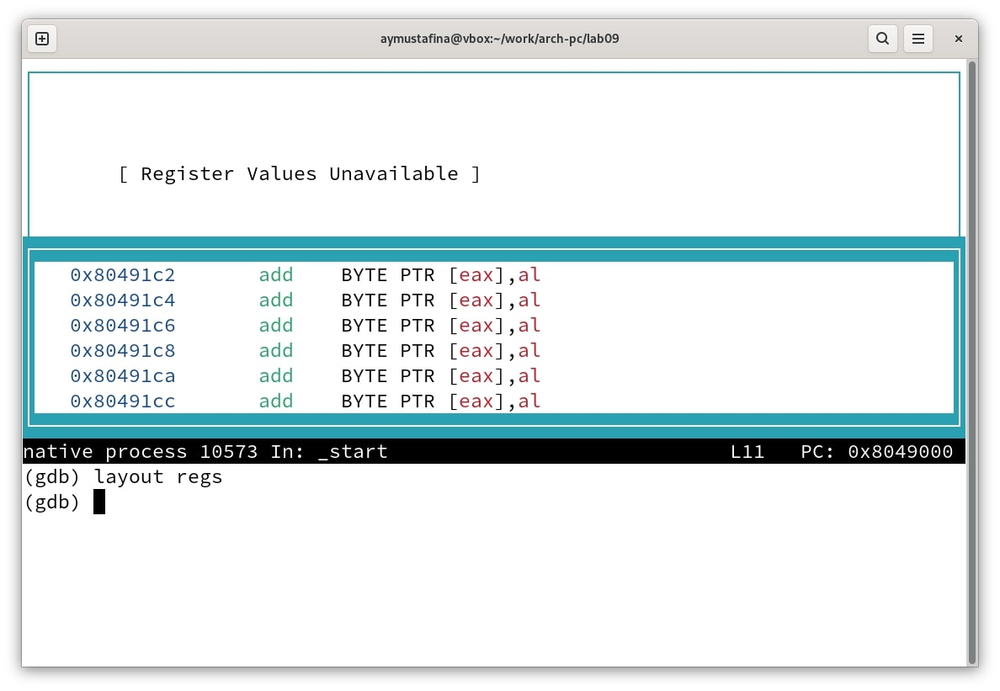 aymustafina@vbox:~/work/arch-pc/lab09
[ Register Values Unavailable ]
0x80491c2 add BYTE PTR [eax],al
0x80491c4 add BYTE PTR [eax],al
0x80491c6 add BYTE PTR [eax],al
0x80491c8 add BYTE PTR [eax],al
0x80491ca add BYTE PTR [eax],al
0x80491cc add BYTE PTR [eax],al
native process 10573 In: _start L11 PC: 0x8049000
(gdb) layout regs
(gdb)